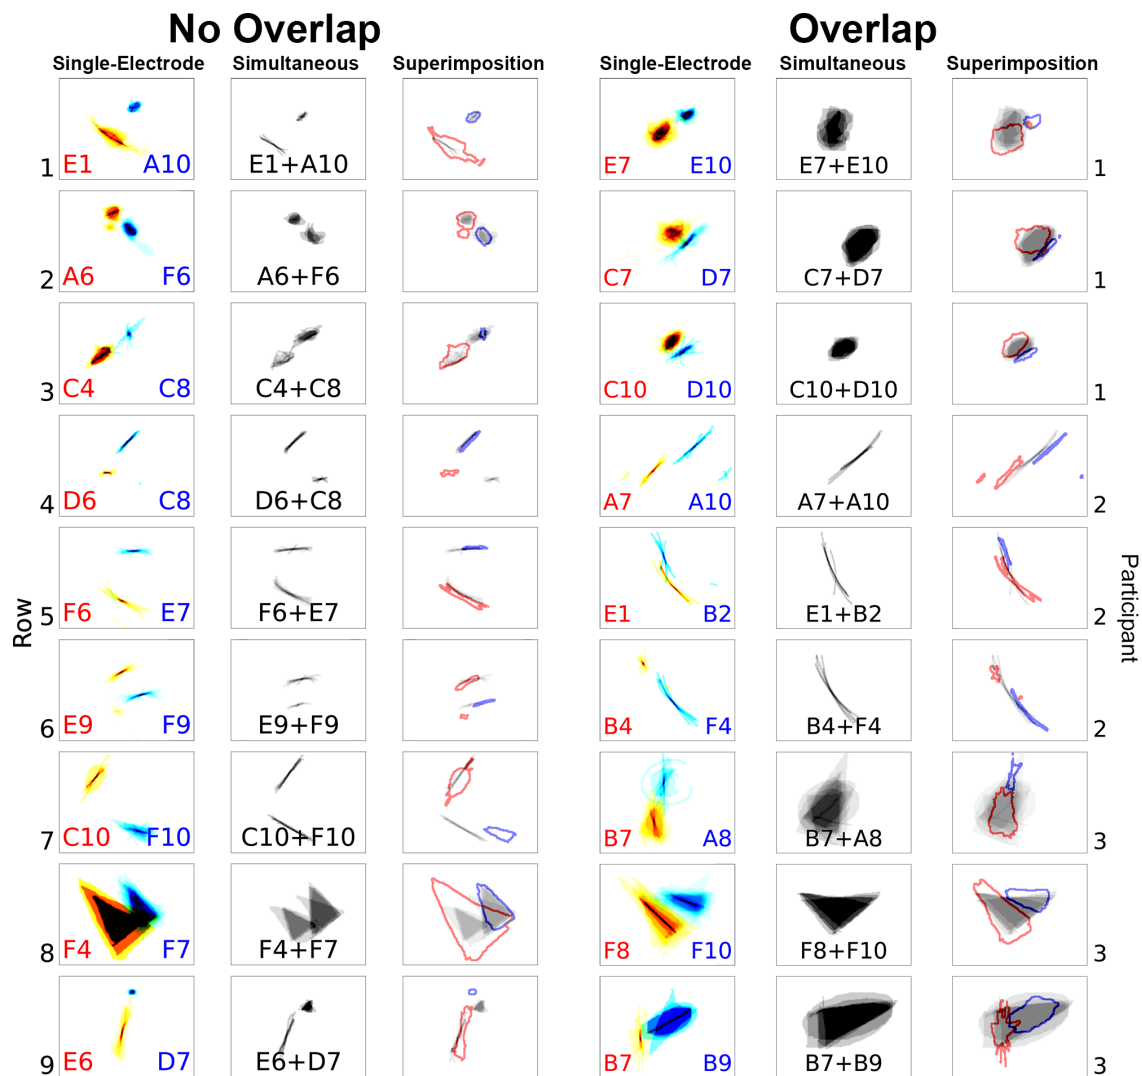 No Overlap Overlap
Single-Electrode Simultaneous Superimposition Single-Electrode Simultaneous Superimposition
1 E1 A10 E1+A10 E7 E10 E7+E10 1
2 A6 F6 A6+F6 C7 D7 C7+D7 1
3 C4 C8 C4+C8 C10 D10 C10+D10 1
4 D6 C8 D6+C8 A7 A10 A7+A10 2
5 F6 E7 F6+E7 E1 B2 E1+B2 2
6 E9 F9 E9+F9 B4 F4 B4+F4 2
7 C10 F10 C10+F10 B7 A8 B7+A8 3
8 F4 F7 F4+F7 F8 F10 F8+F10 3
9 E6 D7 E6+D7 B7 B9 B7+B9 3
Row
Participant